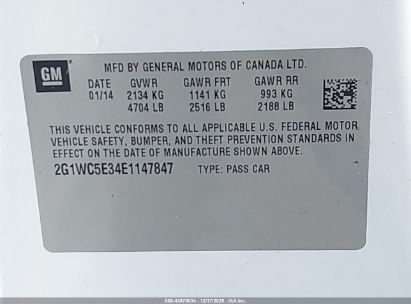 GM
MFD BY GENERAL MOTORS OF CANADA LTD.
DATE GVWR GAWR FRT GAWR RR
01/14 2134 KG 1141 KG 993 KG
4704 LB 2516 LB 2188 LB
THIS VEHICLE CONFORMS TO ALL APPLICABLE U.S. FEDERAL MOTOR
VEHICLE SAFETY, BUMPER, AND THEFT PREVENTION STANDARDS IN
EFFECT ON THE DATE OF MANUFACTURE SHOWN ABOVE.
2G1WC5E34E1147847 TYPE: PASS CAR